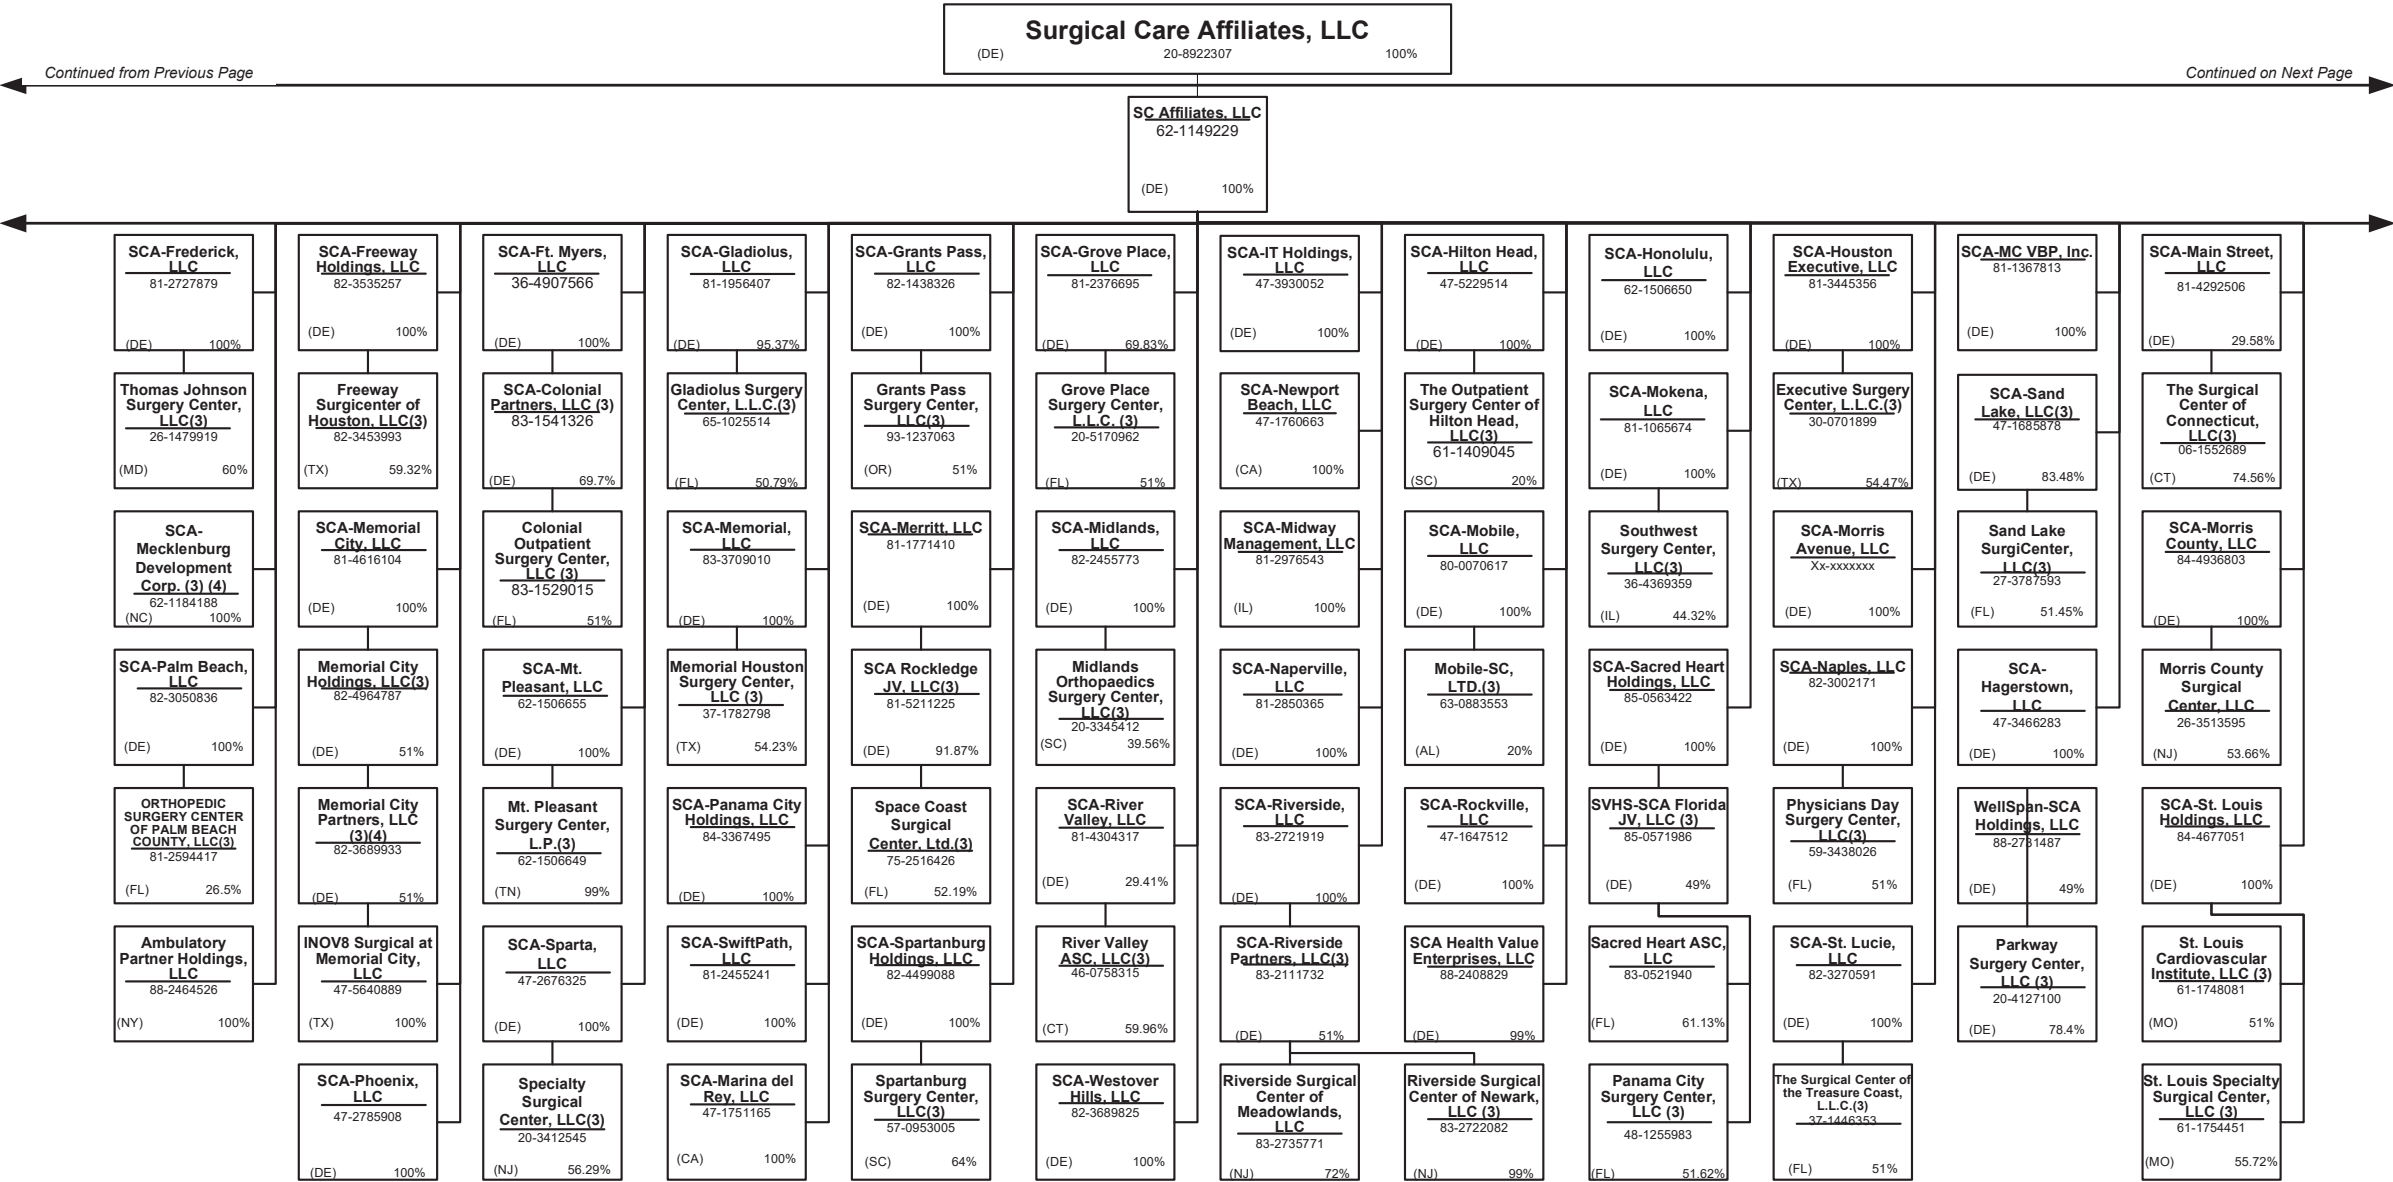 Surgical Care Affiliates, LLC
(DE) 20-8922307 100%
Continued from Previous Page
Continued on Next Page
SC Affiliates, LLC
62-1149229
(DE) 100%
SCA-Frederick,
LLC
81-2727879
(DE) 100%
Thomas Johnson
Surgery Center,
LLC(3)
26-1479919
(MD) 60%
SCA-
Mecklenburg
Development
Corp. (3) (4)
62-1184188
(NC) 100%
SCA-Palm Beach,
LLC
82-3050836
(DE) 100%
ORTHOPEDIC
SURGERY CENTER
OF PALM BEACH
COUNTY, LLC(3)
81-2594417
(FL) 26.5%
Ambulatory
Partner Holdings,
LLC
88-2464526
(NY) 100%
SCA-Freeway
Holdings, LLC
82-3535257
(DE) 100%
Freeway
Surgicenter of
Houston, LLC(3)
82-3453993
(TX) 59.32%
SCA-Memorial
City, LLC
81-4616104
(DE) 100%
Memorial City
Holdings, LLC(3)
82-4964787
(DE) 51%
Memorial City
Partners, LLC
(3)(4)
82-3689933
(DE) 51%
INOV8 Surgical at
Memorial City,
LLC
47-5640889
(TX) 100%
SCA-Phoenix,
LLC
47-2785908
(DE) 100%
SCA-Ft. Myers,
LLC
36-4907566
(DE) 100%
SCA-Colonial
Partners, LLC (3)
83-1541326
(DE) 69.7%
Colonial
Outpatient
Surgery Center,
LLC (3)
83-1529015
(FL) 51%
SCA-Mt.
Pleasant, LLC
62-1506655
(DE) 100%
Mt. Pleasant
Surgery Center,
L.P.(3)
62-1506649
(TN) 99%
SCA-Sparta,
LLC
47-2676325
(DE) 100%
Specialty
Surgical
Center, LLC(3)
20-3412545
(NJ) 56.29%
SCA-Gladiolus,
LLC
81-1956407
(DE) 95.37%
Gladiolus Surgery
Center, L.L.C.(3)
65-1025514
(FL) 50.79%
SCA-Memorial,
LLC
83-3709010
(DE) 100%
Memorial Houston
Surgery Center,
LLC (3)
37-1782798
(TX) 54.23%
SCA-Panama City
Holdings, LLC
84-3367495
(DE) 100%
SCA-SwiftPath,
LLC
81-2455241
(DE) 100%
SCA-Marina del
Rey, LLC
47-1751165
(CA) 100%
SCA-Grants Pass,
LLC
82-1438326
(DE) 100%
Grants Pass
Surgery Center,
LLC(3)
93-1237063
(OR) 51%
SCA-Merritt, LLC
81-1771410
(DE) 100%
SCA Rockledge
JV, LLC(3)
81-5211225
(DE) 91.87%
Space Coast
Surgical
Center, Ltd.(3)
75-2516426
(FL) 52.19%
SCA-Spartanburg
Holdings, LLC
82-4499088
(DE) 100%
Spartanburg
Surgery Center,
LLC(3)
57-0953005
(SC) 64%
SCA-Grove Place,
LLC
81-2376695
(DE) 69.83%
Grove Place
Surgery Center,
L.L.C. (3)
20-5170962
(FL) 51%
SCA-Midlands,
LLC
82-2455773
(DE) 100%
Midlands
Orthopaedics
Surgery Center,
LLC(3)
20-3345412
(SC) 39.56%
SCA-River
Valley, LLC
81-4304317
(DE) 29.41%
River Valley
ASC, LLC(3)
46-0758315
(CT) 59.96%
SCA-Westover
Hills, LLC
82-3689825
(DE) 100%
SCA-IT Holdings,
LLC
47-3930052
(DE) 100%
SCA-Newport
Beach, LLC
47-1760663
(CA) 100%
SCA-Midway
Management, LLC
81-2976543
(IL) 100%
SCA-Naperville,
LLC
81-2850365
(DE) 100%
SCA-Riverside,
LLC
83-2721919
(DE) 100%
SCA-Riverside
Partners, LLC(3)
83-2111732
(DE) 51%
Riverside Surgical
Center of
Meadowlands,
LLC
83-2735771
(NJ) 72%
SCA-Hilton Head,
LLC
47-5229514
(DE) 100%
The Outpatient
Surgery Center of
Hilton Head,
LLC(3)
61-1409045
(SC) 20%
SCA-Mobile,
LLC
80-0070617
(DE) 100%
Mobile-SC,
LTD.(3)
63-0883553
(AL) 20%
SCA-Rockville,
LLC
47-1647512
(DE) 100%
SCA Health Value
Enterprises, LLC
88-2408829
(DE) 99%
Riverside Surgical
Center of Newark,
LLC (3)
83-2722082
(NJ) 99%
SCA-Honolulu,
LLC
62-1506650
(DE) 100%
SCA-Mokena,
LLC
81-1065674
(DE) 100%
Southwest
Surgery Center,
LLC(3)
36-4369359
(IL) 44.32%
SCA-Sacred Heart
Holdings, LLC
85-0563422
(DE) 100%
SVHS-SCA Florida
JV, LLC (3)
85-0571986
(DE) 49%
Sacred Heart ASC,
LLC
83-0521940
(FL) 61.13%
Panama City
Surgery Center,
LLC (3)
48-1255983
(FL) 51.62%
SCA-Houston
Executive, LLC
81-3445356
(DE) 100%
Executive Surgery
Center, L.L.C.(3)
30-0701899
(TX) 54.47%
SCA-Morris
Avenue, LLC
Xx-xxxxxxx
(DE) 100%
SCA-Naples, LLC
82-3002171
(DE) 100%
Physicians Day
Surgery Center,
LLC(3)
59-3438026
(FL) 51%
SCA-St. Lucie,
LLC
82-3270591
(DE) 100%
The Surgical Center of
the Treasure Coast,
L.L.C.(3)
37-1446353
(FL) 51%
SCA-MC VBP, Inc.
81-1367813
(DE) 100%
SCA-Sand
Lake, LLC(3)
47-1685878
(DE) 83.48%
Sand Lake
SurgiCenter,
LLC(3)
27-3787593
(FL) 51.45%
SCA-
Hagerstown,
LLC
47-3466283
(DE) 100%
WellSpan-SCA
Holdings, LLC
88-2731487
(DE) 49%
Parkway
Surgery Center,
LLC (3)
20-4127100
(DE) 78.4%
SCA-Main Street,
LLC
81-4292506
(DE) 29.58%
The Surgical
Center of
Connecticut,
LLC(3)
06-1552689
(CT) 74.56%
SCA-Morris
County, LLC
84-4936803
(DE) 100%
Morris County
Surgical
Center, LLC
26-3513595
(NJ) 53.66%
SCA-St. Louis
Holdings, LLC
84-4677051
(DE) 100%
St. Louis
Cardiovascular
Institute, LLC (3)
61-1748081
(MO) 51%
St. Louis Specialty
Surgical Center,
LLC (3)
61-1754451
(MO) 55.72%